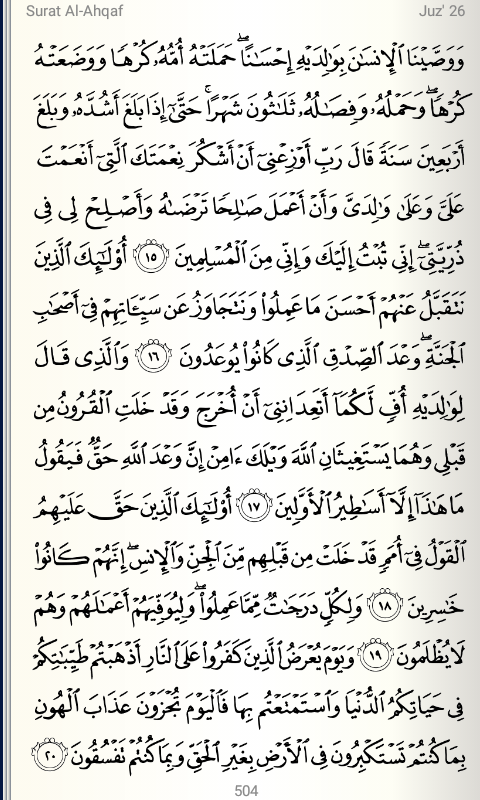 Surat Al-Ahqaf Juz' 26
وَوَصَّيْنَا ٱلْإِنسَٰنَ بِوَٰلِدَيْهِ إِحْسَٰنًا ۖ حَمَلَتْهُ أُمُّهُۥ كُرْهًا وَوَضَعَتْهُ
كُرْهًا ۖ وَحَمْلُهُۥ وَفِصَٰلُهُۥ ثَلَٰثُونَ شَهْرًا ۚ حَتَّىٰٓ إِذَا بَلَغَ أَشُدَّهُۥ وَبَلَغَ
أَرْبَعِينَ سَنَةً قَالَ رَبِّ أَوْزِعْنِىٓ أَنْ أَشْكُرَ نِعْمَتَكَ ٱلَّتِىٓ أَنْعَمْتَ
عَلَىَّ وَعَلَىٰ وَٰلِدَىَّ وَأَنْ أَعْمَلَ صَٰلِحًا تَرْضَىٰهُ وَأَصْلِحْ لِى فِى
ذُرِّيَّتِىٓ ۖ إِنِّى تُبْتُ إِلَيْكَ وَإِنِّى مِنَ ٱلْمُسْلِمِينَ ١٥ أُو۟لَٰٓئِكَ ٱلَّذِينَ
نَتَقَبَّلُ عَنْهُمْ أَحْسَنَ مَا عَمِلُوا۟ وَنَتَجَاوَزُ عَن سَيِّـَٔاتِهِمْ فِىٓ أَصْحَٰبِ
ٱلْجَنَّةِ ۖ وَعْدَ ٱلصِّدْقِ ٱلَّذِى كَانُوا۟ يُوعَدُونَ ١٦ وَٱلَّذِى قَالَ
لِوَٰلِدَيْهِ أُفٍّ لَّكُمَآ أَتَعِدَانِنِىٓ أَنْ أُخْرَجَ وَقَدْ خَلَتِ ٱلْقُرُونُ مِن
قَبْلِى وَهُمَا يَسْتَغِيثَانِ ٱللَّهَ وَيْلَكَ ءَامِنْ إِنَّ وَعْدَ ٱللَّهِ حَقٌّ فَيَقُولُ
مَا هَٰذَآ إِلَّآ أَسَٰطِيرُ ٱلْأَوَّلِينَ ١٧ أُو۟لَٰٓئِكَ ٱلَّذِينَ حَقَّ عَلَيْهِمُ
ٱلْقَوْلُ فِىٓ أُمَمٍ قَدْ خَلَتْ مِن قَبْلِهِم مِّنَ ٱلْجِنِّ وَٱلْإِنسِ ۖ إِنَّهُمْ كَانُوا۟
خَٰسِرِينَ ١٨ وَلِكُلٍّ دَرَجَٰتٌ مِّمَّا عَمِلُوا۟ ۖ وَلِيُوَفِّيَهُمْ أَعْمَٰلَهُمْ وَهُمْ
لَا يُظْلَمُونَ ١٩ وَيَوْمَ يُعْرَضُ ٱلَّذِينَ كَفَرُوا۟ عَلَى ٱلنَّارِ أَذْهَبْتُمْ طَيِّبَٰتِكُمْ
فِى حَيَاتِكُمُ ٱلدُّنْيَا وَٱسْتَمْتَعْتُم بِهَا فَٱلْيَوْمَ تُجْزَوْنَ عَذَابَ ٱلْهُونِ
بِمَا كُنتُمْ تَسْتَكْبِرُونَ فِى ٱلْأَرْضِ بِغَيْرِ ٱلْحَقِّ وَبِمَا كُنتُمْ تَفْسُقُونَ ٢٠
504